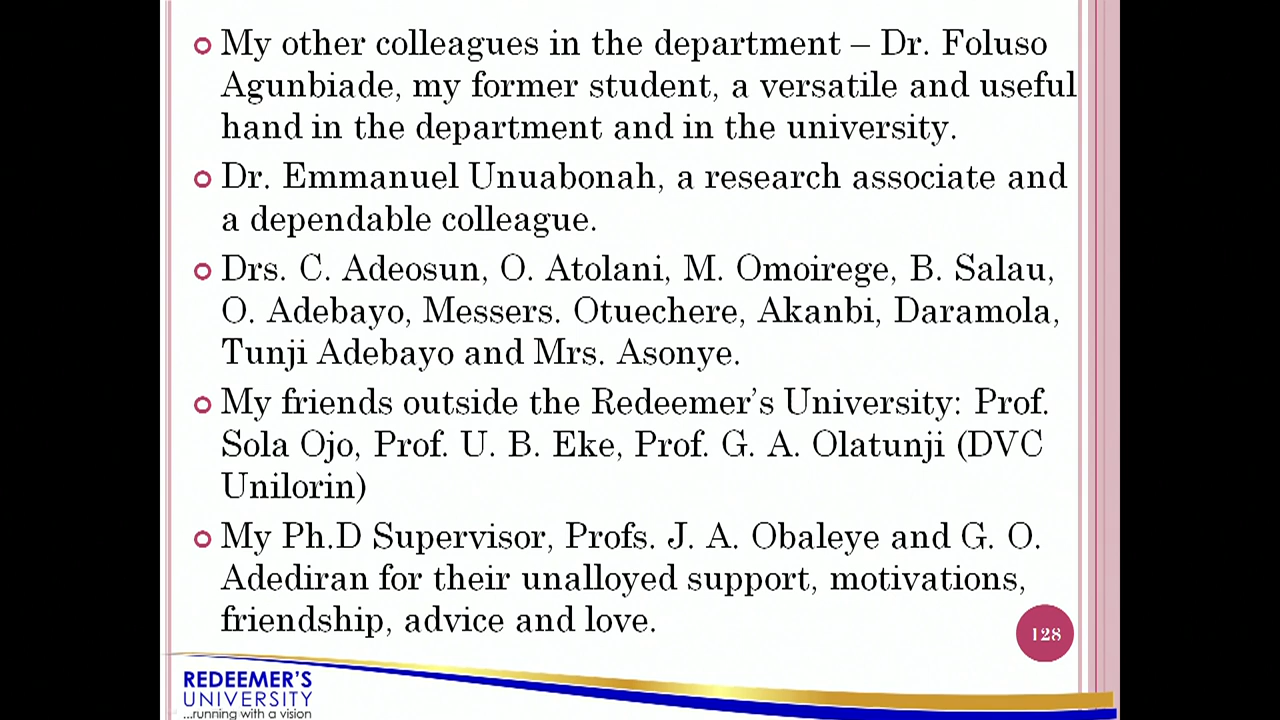 My other colleagues in the department – Dr. Foluso
Agunbiade, my former student, a versatile and useful
hand in the department and in the university.
Dr. Emmanuel Unuabonah, a research associate and
a dependable colleague.
Drs. C. Adeosun, O. Atolani, M. Omoirege, B. Salau,
O. Adebayo, Messers. Otuechere, Akanbi, Daramola,
Tunji Adebayo and Mrs. Asonye.
My friends outside the Redeemer’s University: Prof.
Sola Ojo, Prof. U. B. Eke, Prof. G. A. Olatunji (DVC
Unilorin)
My Ph.D Supervisor, Profs. J. A. Obaleye and G. O.
Adediran for their unalloyed support, motivations,
friendship, advice and love.
128
REDEEMER’S
UNIVERSITY
...running with a vision